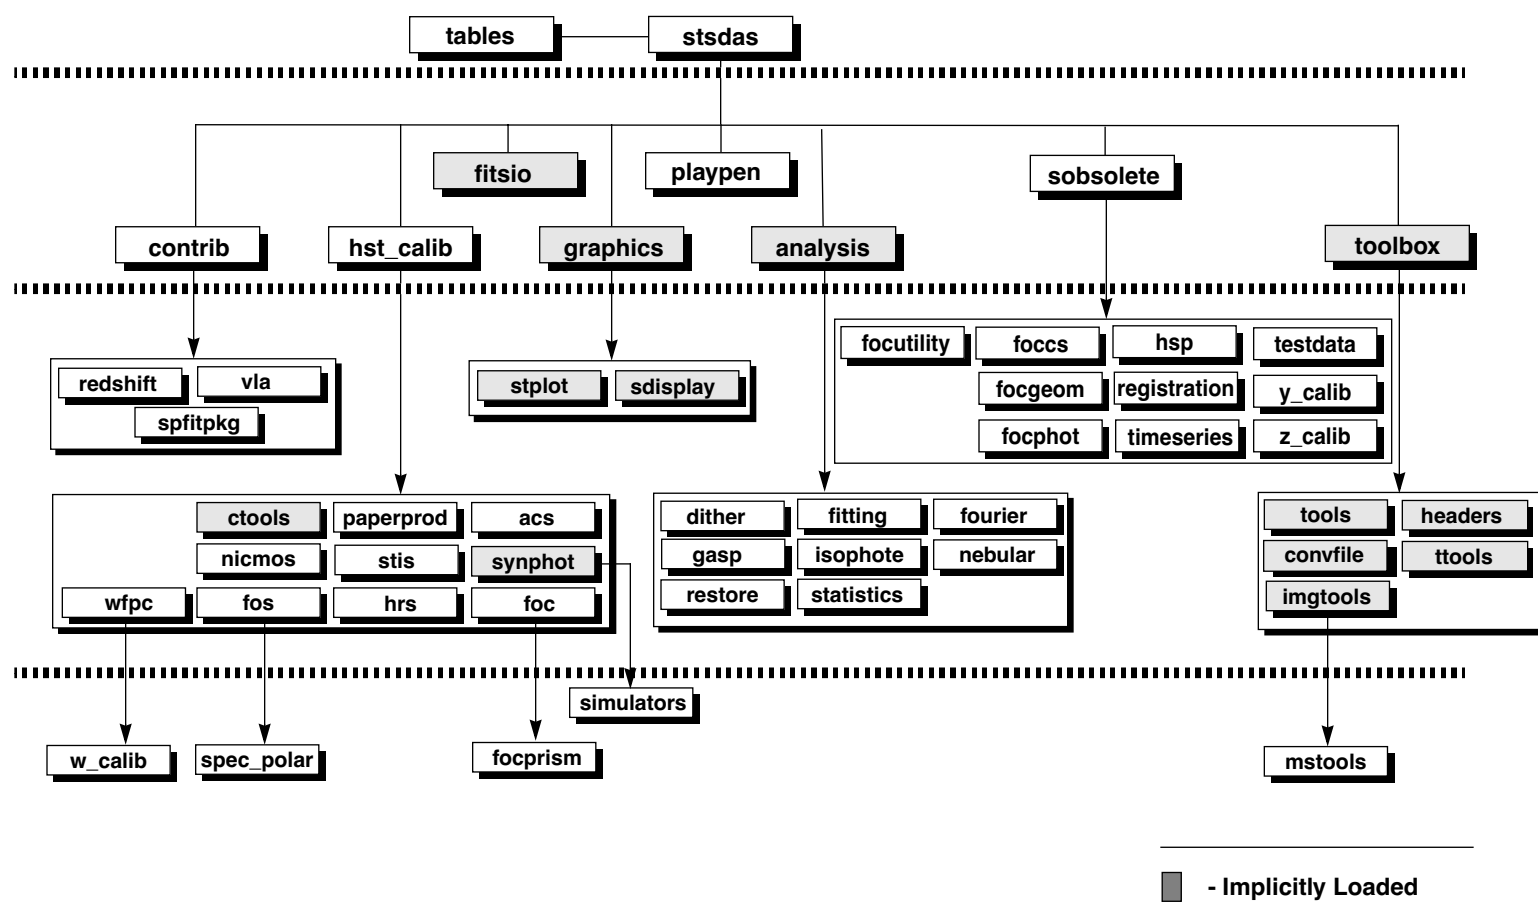 tables
stsdas
fitsio
playpen
sobsolete
contrib
hst_calib
graphics
analysis
toolbox
redshift
vla
spfitpkg
stplot
sdisplay
focutility
foccs
hsp
testdata
focgeom
registration
y_calib
focphot
timeseries
z_calib
ctools
paperprod
acs
nicmos
stis
synphot
wfpc
fos
hrs
foc
dither
fitting
fourier
gasp
isophote
nebular
restore
statistics
tools
headers
convfile
ttools
imgtools
simulators
w_calib
spec_polar
focprism
mstools
- Implicitly Loaded